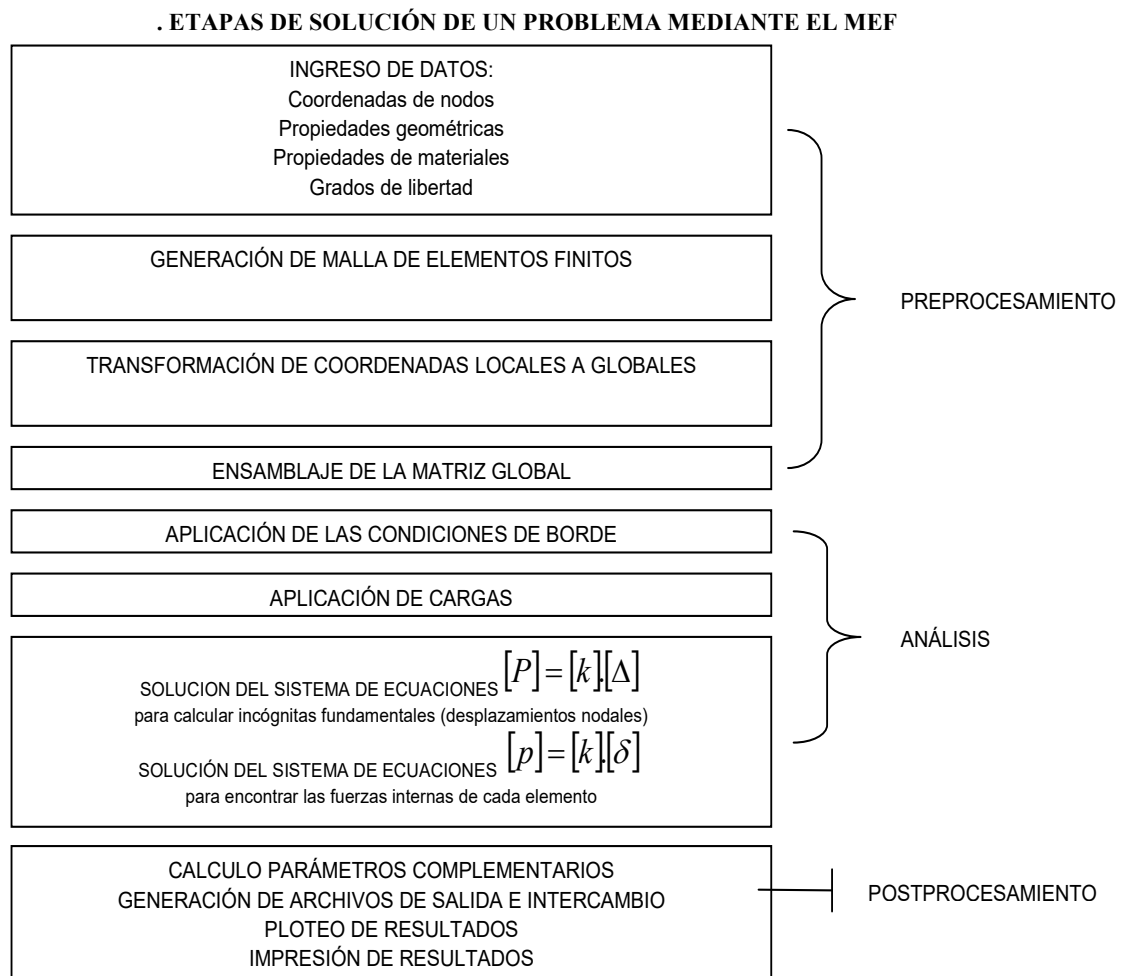 . ETAPAS DE SOLUCIÓN DE UN PROBLEMA MEDIANTE EL MEF
INGRESO DE DATOS:
Coordenadas de nodos
Propiedades geométricas
Propiedades de materiales
Grados de libertad
GENERACIÓN DE MALLA DE ELEMENTOS FINITOS
TRANSFORMACIÓN DE COORDENADAS LOCALES A GLOBALES
ENSAMBLAJE DE LA MATRIZ GLOBAL
PREPROCESAMIENTO
APLICACIÓN DE LAS CONDICIONES DE BORDE
APLICACIÓN DE CARGAS
SOLUCION DEL SISTEMA DE ECUACIONES [P]=[k].[Δ]
para calcular incógnitas fundamentales (desplazamientos nodales)
SOLUCIÓN DEL SISTEMA DE ECUACIONES [p]=[k].[δ]
para encontrar las fuerzas internas de cada elemento
ANÁLISIS
CALCULO PARÁMETROS COMPLEMENTARIOS
GENERACIÓN DE ARCHIVOS DE SALIDA E INTERCAMBIO
PLOTEO DE RESULTADOS
IMPRESIÓN DE RESULTADOS
POSTPROCESAMIENTO